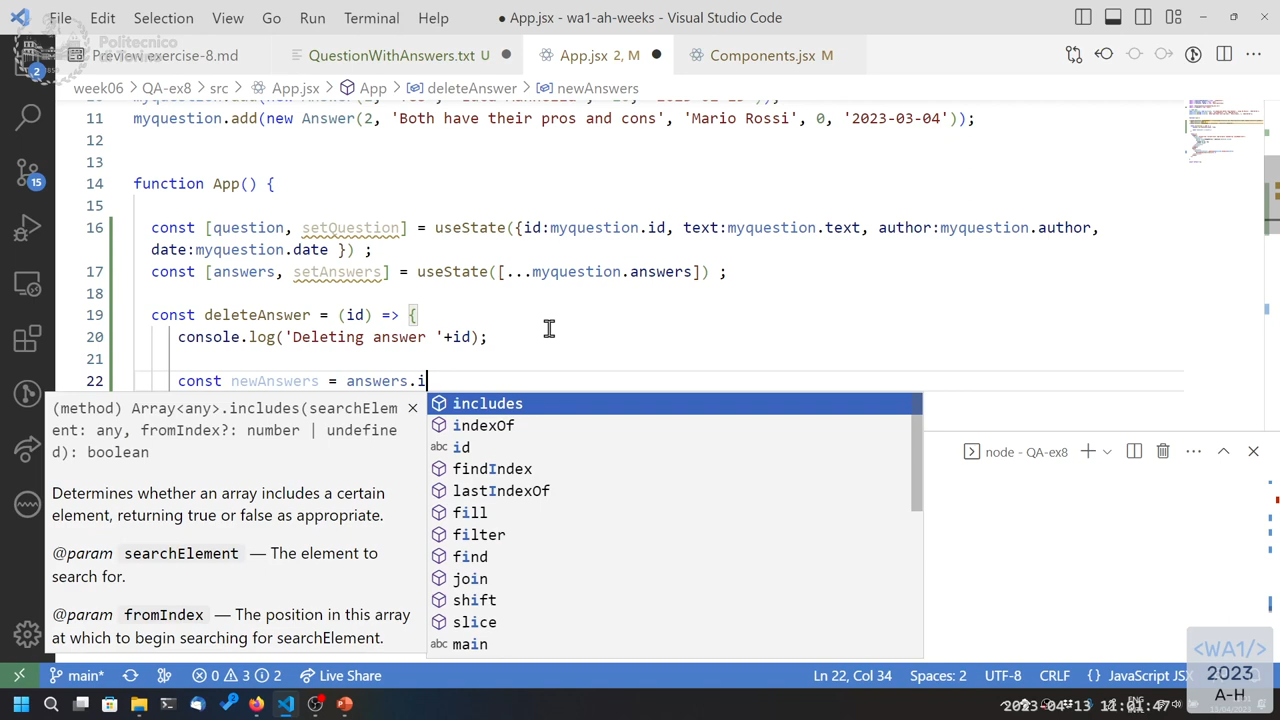 File Edit Selection View Go Run Terminal Help
● App.jsx - wa1-ah-weeks - Visual Studio Code
Politecnico
Preview exercise-8.md
QuestionWithAnswers.txt U
App.jsx 2, M
Components.jsx M
2
week06 > QA-ex8 > src > App.jsx > App > deleteAnswer > newAnswers
11 myquestion.add(new Answer(2, 'Both have their pros and cons', 'Mario Rossi', 0, '2023-03-04'));
12
13
14 function App() {
15
16 const [question, setQuestion] = useState({id:myquestion.id, text:myquestion.text, author:myquestion.author,
date:myquestion.date }) ;
17 const [answers, setAnswers] = useState([...myquestion.answers]) ;
18
19 const deleteAnswer = (id) => {
20 console.log('Deleting answer '+id);
21
22 const newAnswers = answers.i
15
(method) Array<any>.includes(searchElem
ent: any, fromIndex?: number | undefine
d): boolean
Determines whether an array includes a certain
element, returning true or false as appropriate.
@param searchElement — The element to
search for.
@param fromIndex — The position in this array
at which to begin searching for searchElement.
includes
indexOf
abc id
findIndex
lastIndexOf
fill
filter
find
join
shift
slice
abc main
node - QA-ex8
<WA1/>
2023
A-H
main* 0 3 2 Live Share
Ln 22, Col 34 Spaces: 2 UTF-8 CRLF { } JavaScript JSX